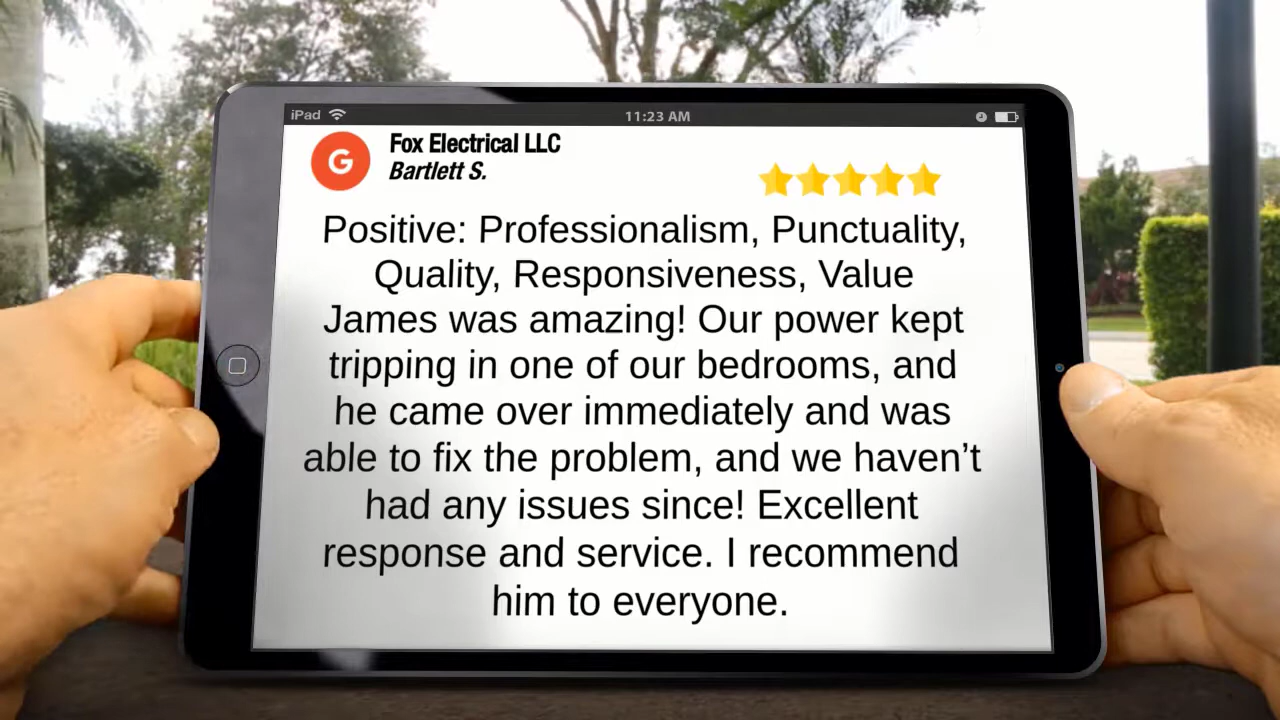 iPad
11:23 AM
G
Fox Electrical LLC
Bartlett S.
Positive: Professionalism, Punctuality,
Quality, Responsiveness, Value
James was amazing! Our power kept
tripping in one of our bedrooms, and
he came over immediately and was
able to fix the problem, and we haven’t
had any issues since! Excellent
response and service. I recommend
him to everyone.